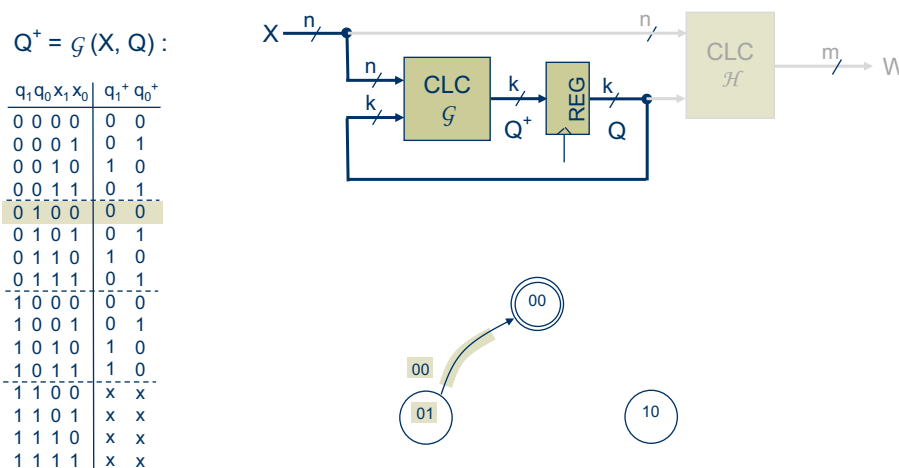 Q⁺ = 𝒢 (X, Q) :
q₁ q₀ x₁ x₀ q₁⁺ q₀⁺
0 0 0 0 0 0
0 0 0 1 0 1
0 0 1 0 1 0
0 0 1 1 0 1
0 1 0 0 0 0
0 1 0 1 0 1
0 1 1 0 1 0
0 1 1 1 0 1
1 0 0 0 0 0
1 0 0 1 0 1
1 0 1 0 1 0
1 0 1 1 1 0
1 1 0 0 x x
1 1 0 1 x x
1 1 1 0 x x
1 1 1 1 x x
X
n
n
n
k
CLC
𝒢
k
Q⁺
REG
k
Q
CLC
ℋ
m
W
00
00
01
10